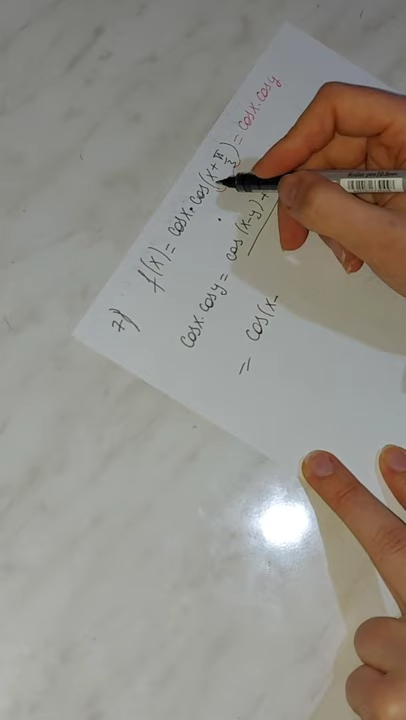 7) f(x) = cosx · cos(x + π/3) = cosx · cosy
cosx · cosy = cos(x-y) +
= cos(x-